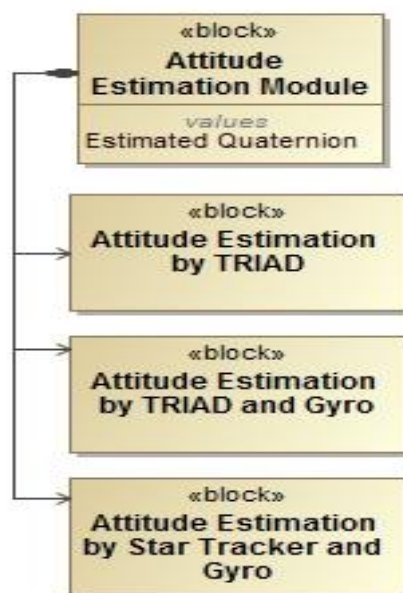 «block»
Attitude
Estimation Module
values
Estimated Quaternion
«block»
Attitude Estimation
by TRIAD
«block»
Attitude Estimation
by TRIAD and Gyro
«block»
Attitude Estimation
by Star Tracker and
Gyro